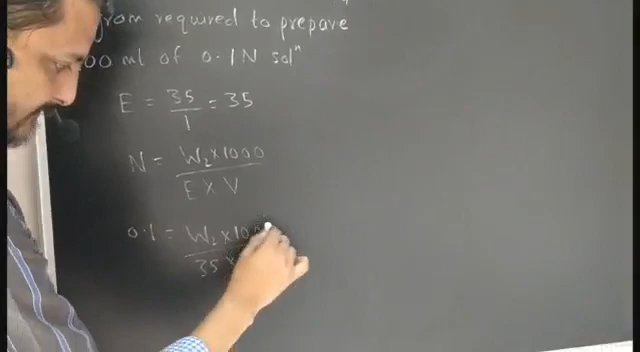 gram required to prepare
00 ml of 0.1N solⁿ
E = 35/1 = 35
N = W₂×1000 / E × V
0.1 = W₂×100 / 35 ×